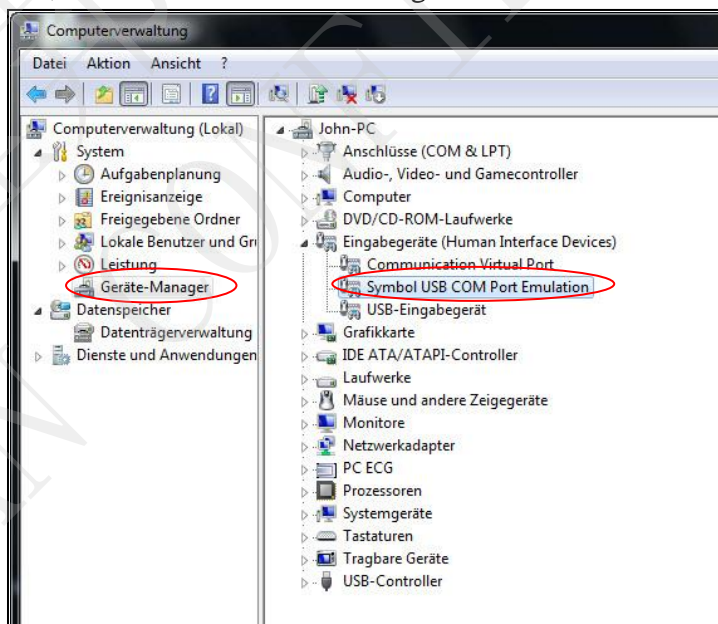 Computerverwaltung
Datei Aktion Ansicht ?
Computerverwaltung (Lokal)
System
Aufgabenplanung
Ereignisanzeige
Freigegebene Ordner
Lokale Benutzer und Gru
Leistung
Geräte-Manager
Datenspeicher
Datenträgerverwaltung
Dienste und Anwendungen
John-PC
Anschlüsse (COM & LPT)
Audio-, Video- und Gamecontroller
Computer
DVD/CD-ROM-Laufwerke
Eingabegeräte (Human Interface Devices)
Communication Virtual Port
Symbol USB COM Port Emulation
USB-Eingabegerät
Grafikkarte
IDE ATA/ATAPI-Controller
Laufwerke
Mäuse und andere Zeigegeräte
Monitore
Netzwerkadapter
PC ECG
Prozessoren
Systemgeräte
Tastaturen
Tragbare Geräte
USB-Controller